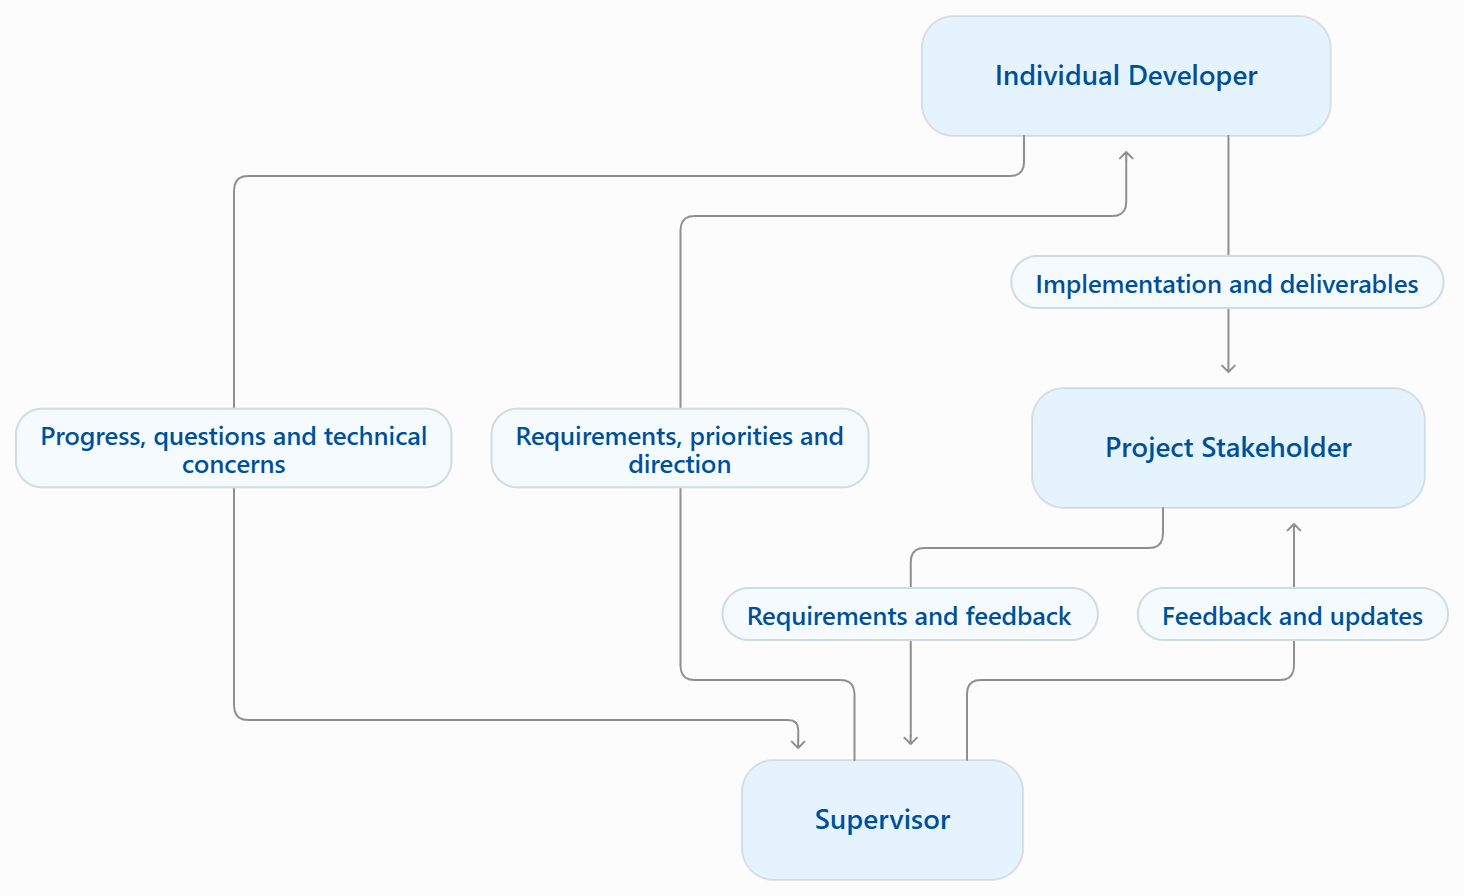 Individual Developer
Implementation and deliverables
Progress, questions and technical
concerns
Requirements, priorities and
direction
Project Stakeholder
Requirements and feedback
Feedback and updates
Supervisor